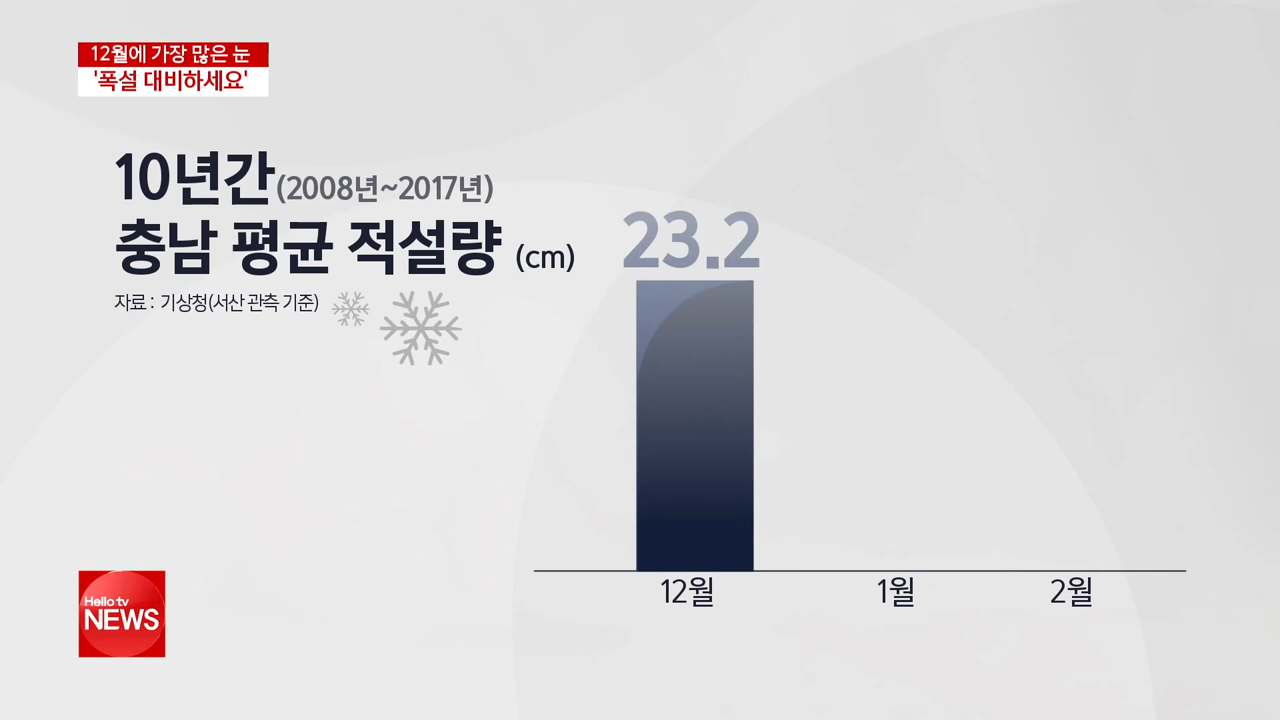 12월에 가장 많은 눈
'폭설 대비하세요'
10년간(2008년~2017년)
충남 평균 적설량 (cm)
자료 : 기상청(서산 관측 기준)
23.2
12월 1월 2월
Hello tv
NEWS